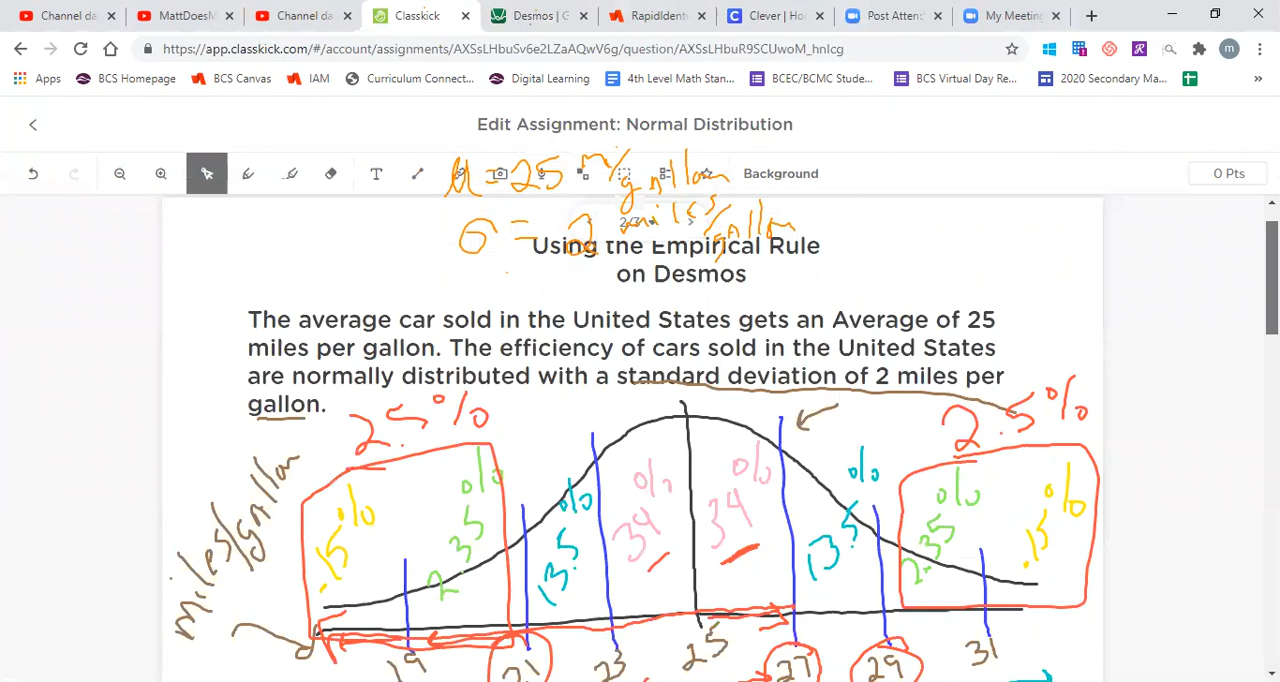 Channel da
MattDoesM
Channel da
Classkick
Desmos | G
RapidIdenti
Clever | Ho
Post Attend
My Meeting
https://app.classkick.com/#/account/assignments/AXSsLHbuSv6e2LZaAQwV6g/question/AXSsLHbuR9SCUwoM_hnIcg
m
Apps BCS Homepage BCS Canvas IAM Curriculum Connect... Digital Learning 4th Level Math Stan... BCEC/BCMC Stude... BCS Virtual Day Re... 2020 Secondary Ma... »
Edit Assignment: Normal Distribution
T Background 0 Pts
μ = 25 m/gallon
σ = 2 miles/gallon
Using the Empirical Rule
on Desmos
The average car sold in the United States gets an Average of 25
miles per gallon. The efficiency of cars sold in the United States
are normally distributed with a standard deviation of 2 miles per
gallon.
2.5% 2.5%
.15% 2.35% 13.5% 34% 34% 13.5% 2.35% .15%
miles/gallon
19 21 23 25 27 29 31